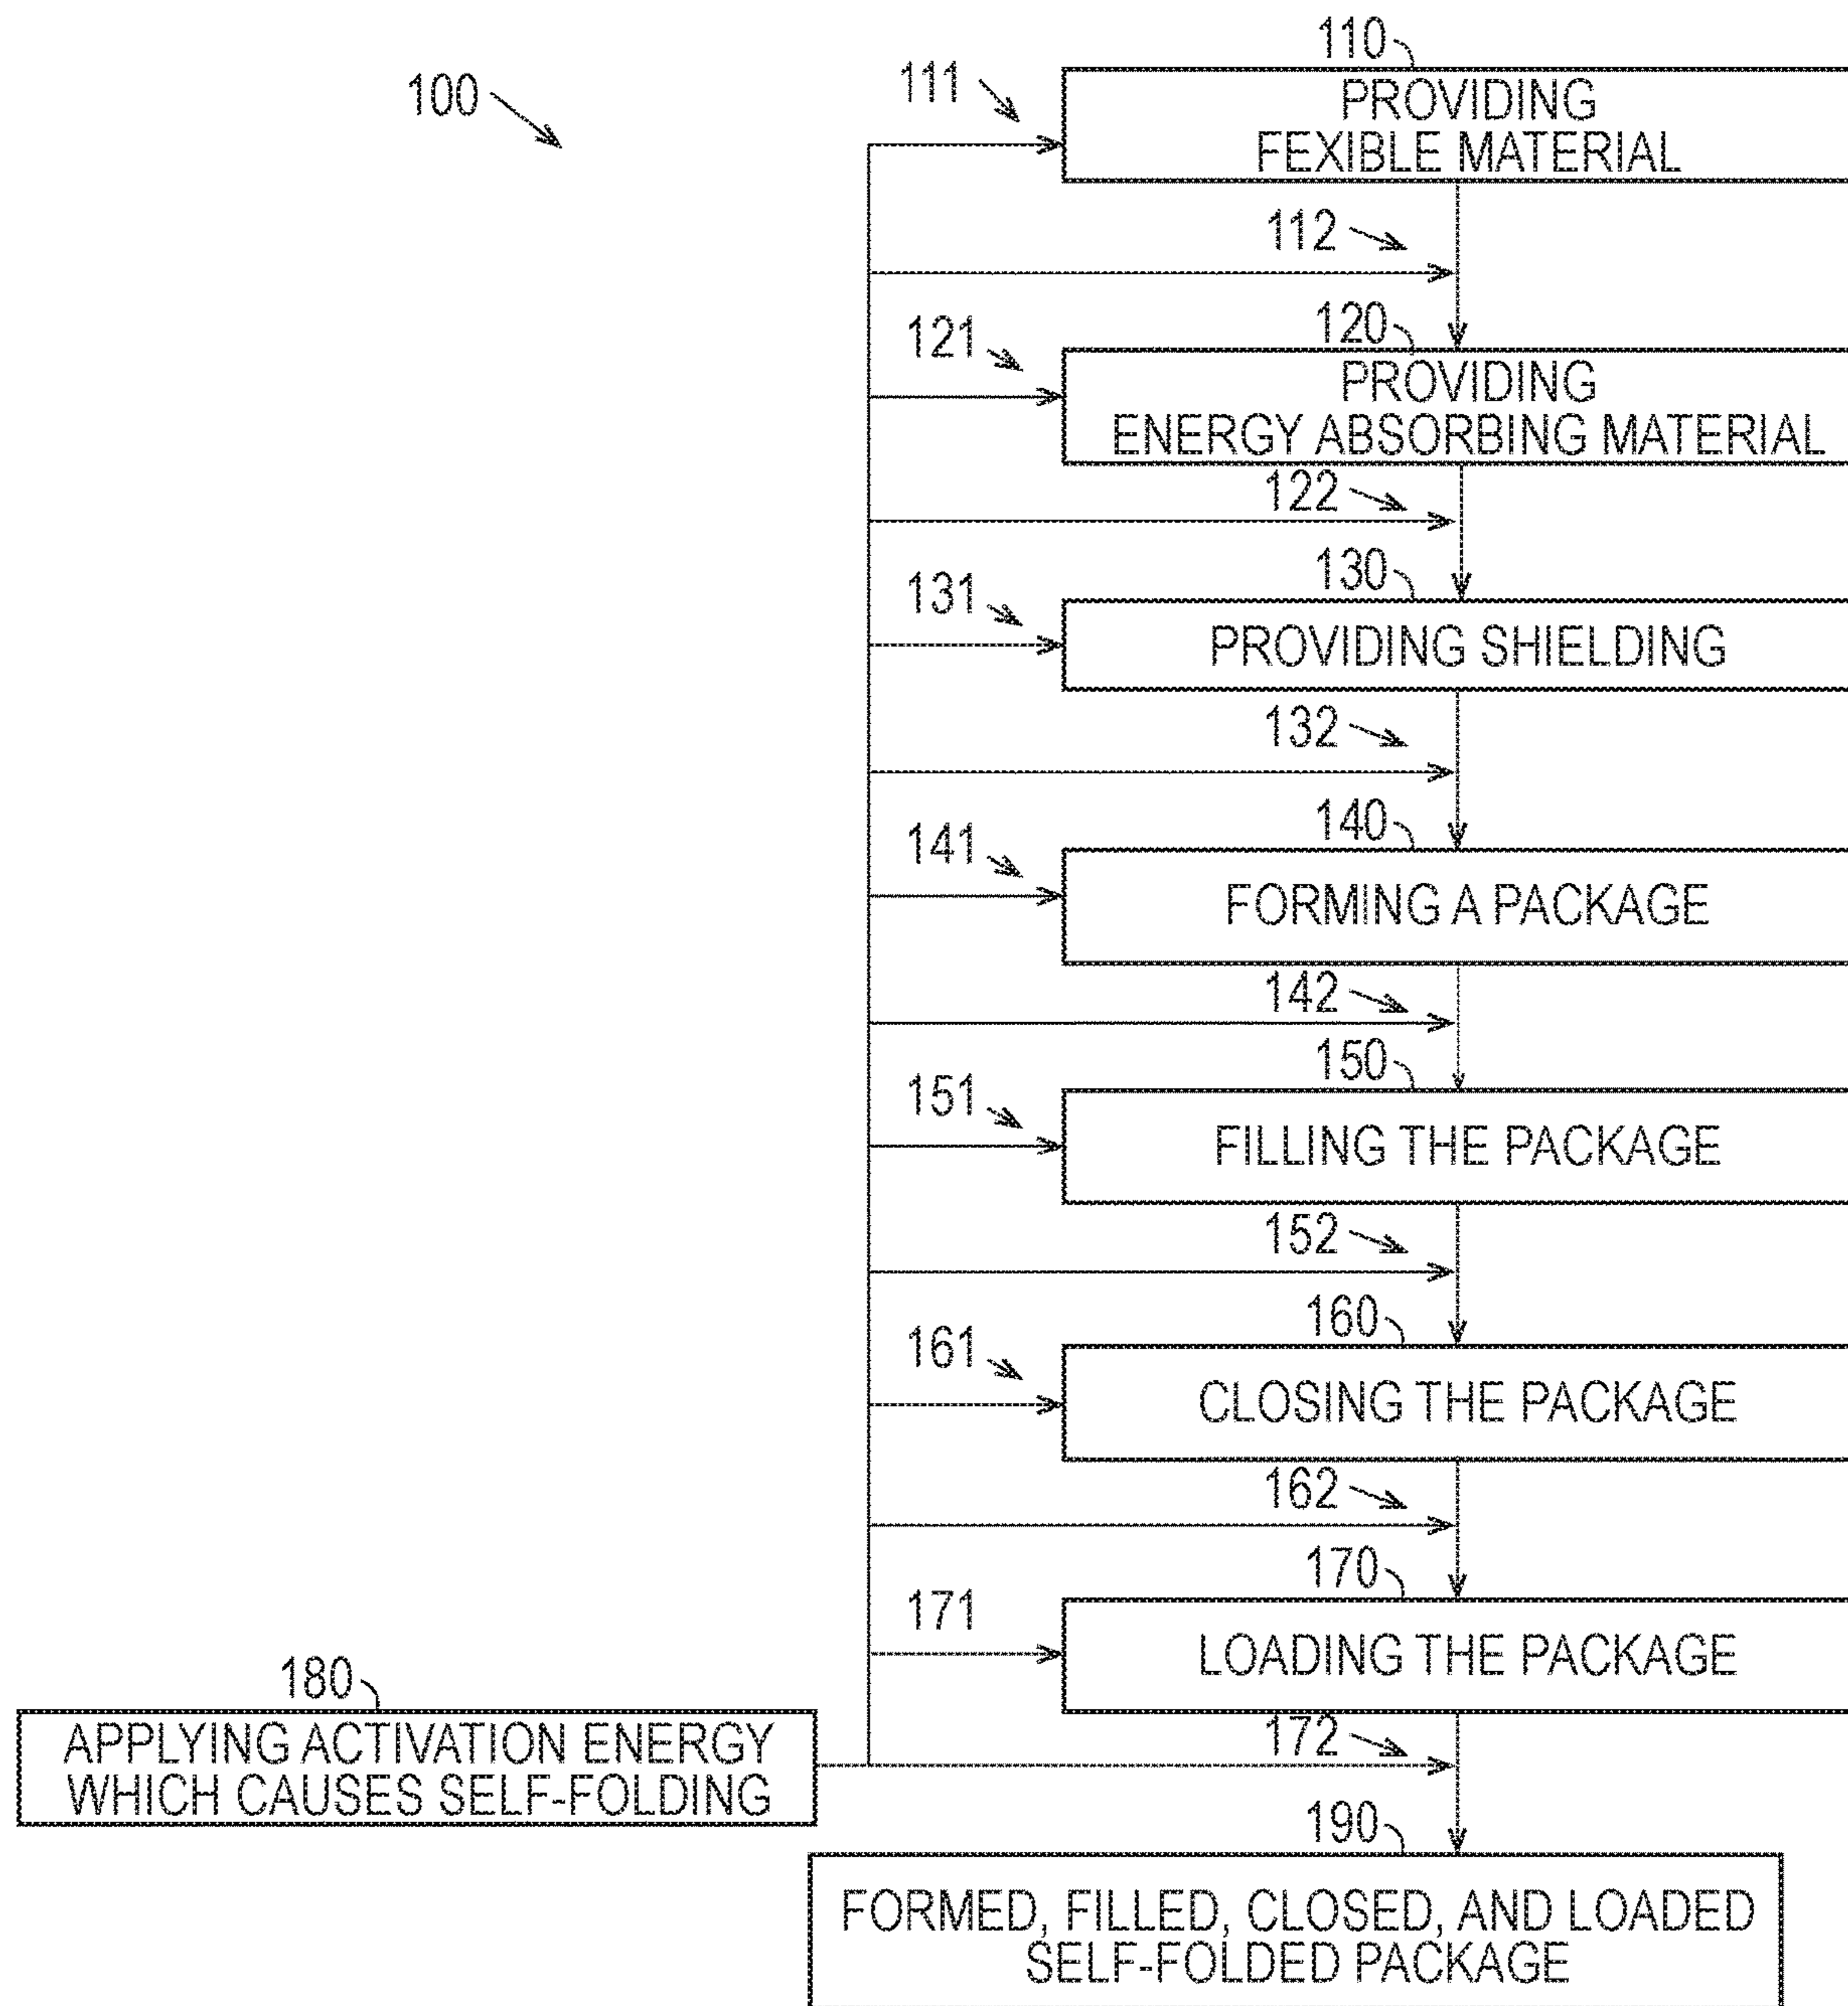 110
100
111
PROVIDING
FEXIBLE MATERIAL
112
120
121
PROVIDING
ENERGY ABSORBING MATERIAL
122
130
131
PROVIDING SHIELDING
132
140
141
FORMING A PACKAGE
142
150
151
FILLING THE PACKAGE
152
160
161
CLOSING THE PACKAGE
162
170
171
LOADING THE PACKAGE
180
172
APPLYING ACTIVATION ENERGY
WHICH CAUSES SELF-FOLDING
190
FORMED, FILLED, CLOSED, AND LOADED
SELF-FOLDED PACKAGE